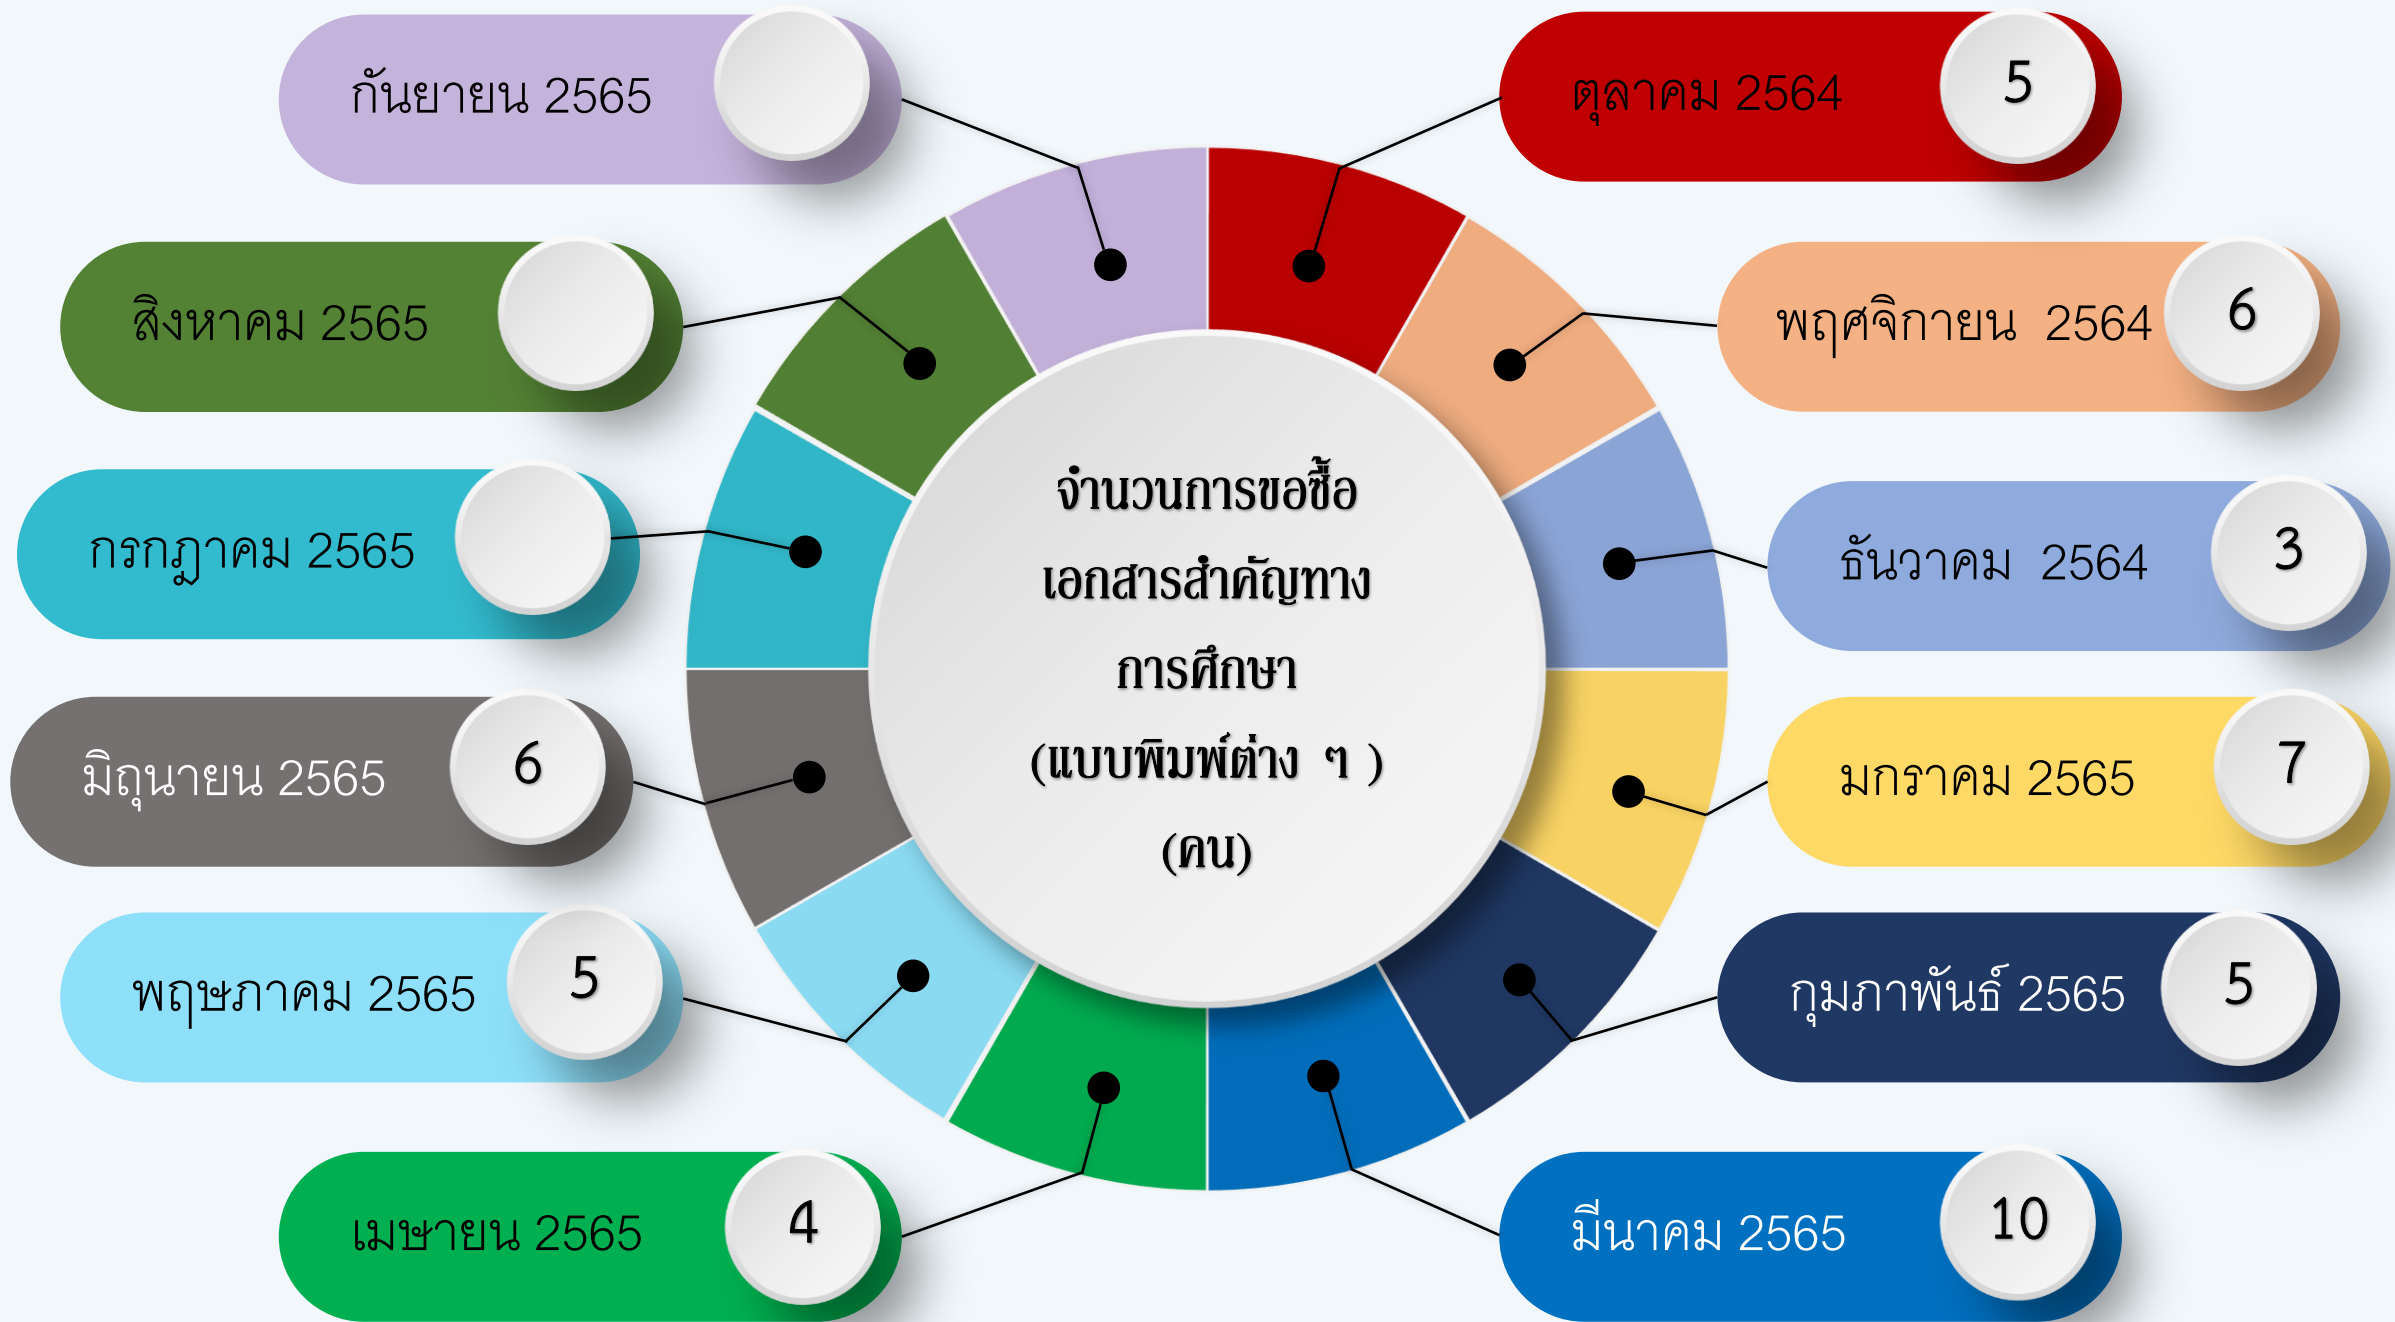 จำนวนการขอซื้อ
เอกสารสำคัญทาง
การศึกษา
(แบบพิมพ์ต่าง ๆ )
(คน)
ตุลาคม 2564 5
พฤศจิกายน 2564 6
ธันวาคม 2564 3
มกราคม 2565 7
กุมภาพันธ์ 2565 5
มีนาคม 2565 10
เมษายน 2565 4
พฤษภาคม 2565 5
มิถุนายน 2565 6
กรกฎาคม 2565
สิงหาคม 2565
กันยายน 2565